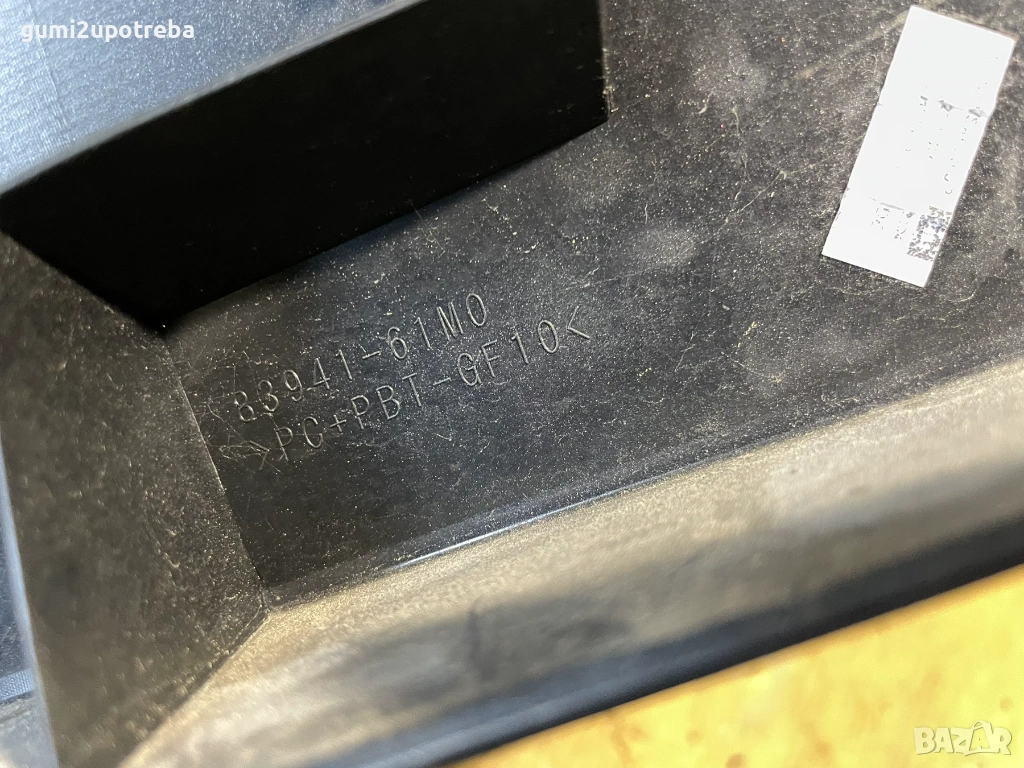 gumi2upotreba
83941-61M0
>PC+PBT-GF10<
BAZAR